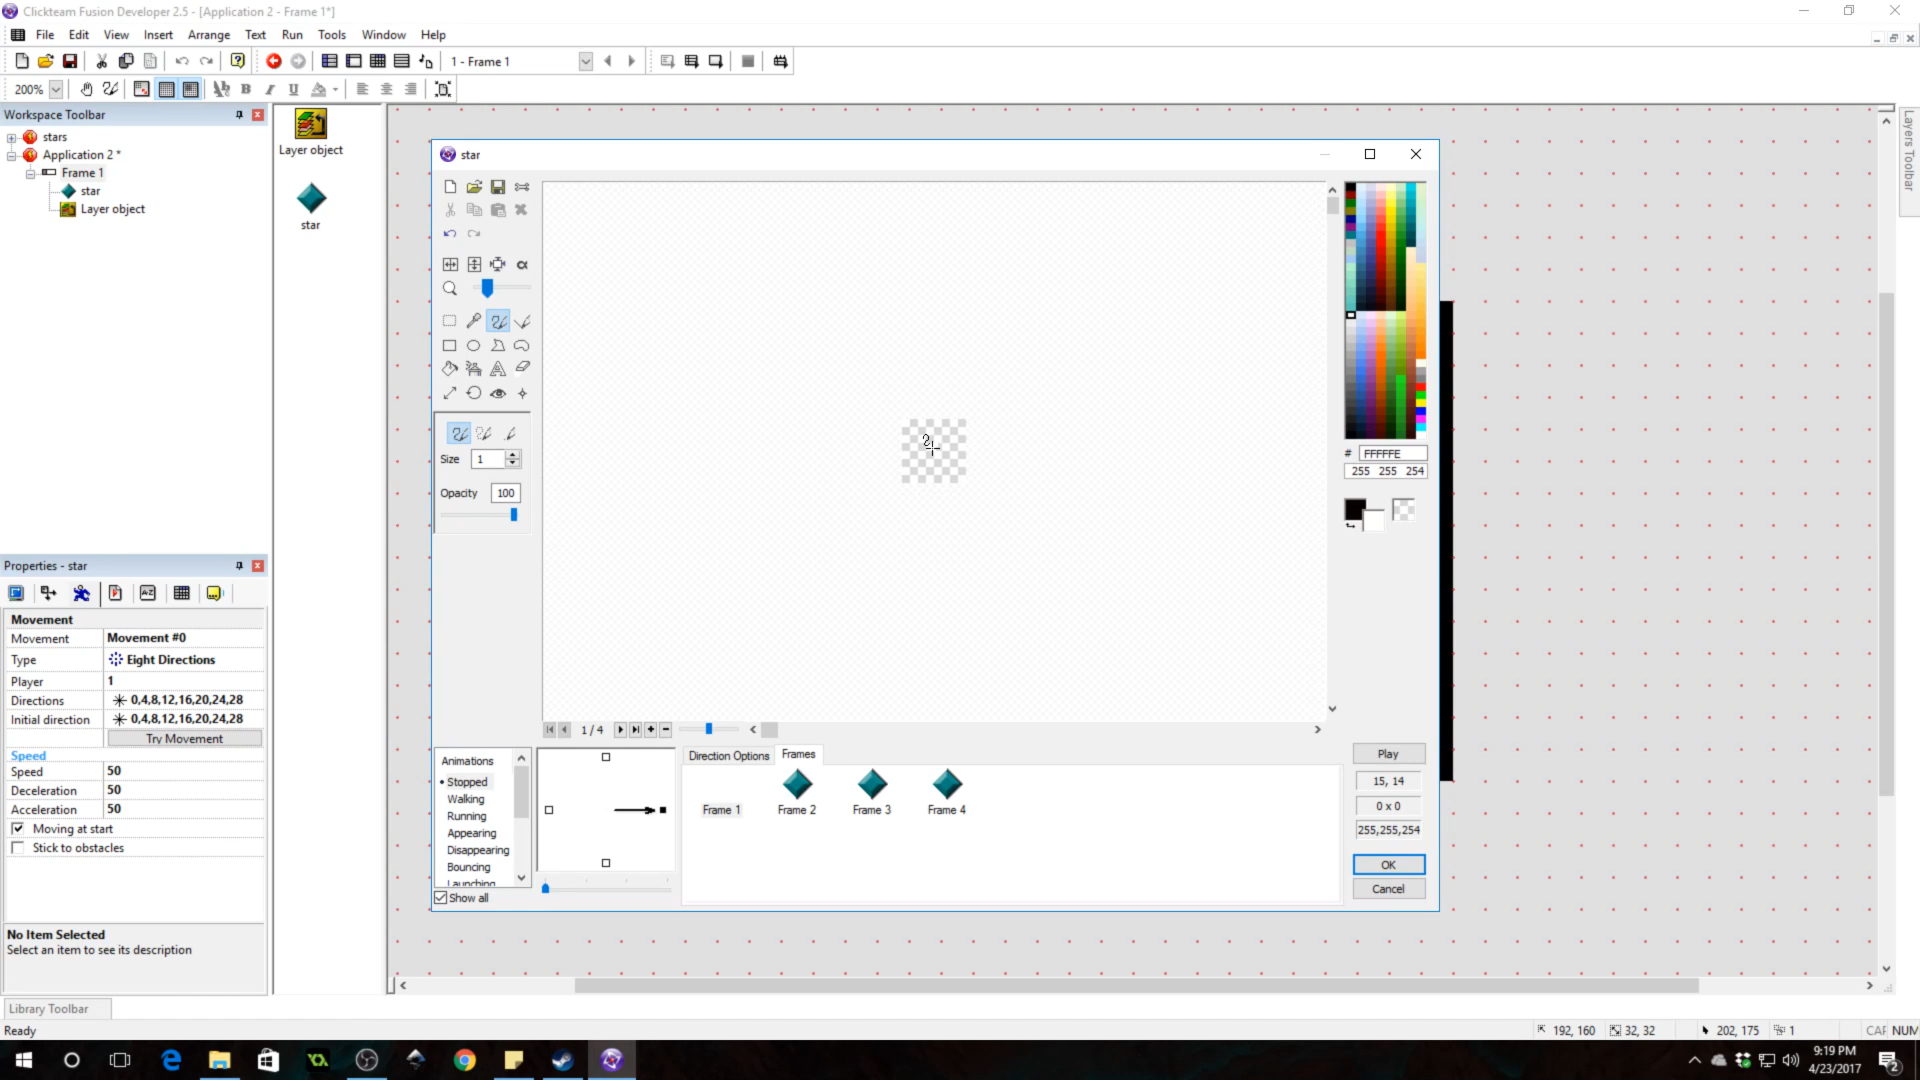 Clickteam Fusion Developer 2.5 - [Application 2 - Frame 1*]
File Edit View Insert Arrange Text Run Tools Window Help
1 - Frame 1
200%
Workspace Toolbar
stars
Application 2 *
Frame 1
star
Layer object
Layer object
star
Layers Toolbar
star
Size 1
Opacity 100
# FFFFFE
255 255 254
1 / 4
Animations
Stopped
Walking
Running
Appearing
Disappearing
Bouncing
Launching
Show all
Direction Options Frames
Frame 1 Frame 2 Frame 3 Frame 4
Play
15, 14
0 x 0
255,255,254
OK
Cancel
Properties - star
Movement
Movement Movement #0
Type Eight Directions
Player 1
Directions 0,4,8,12,16,20,24,28
Initial direction 0,4,8,12,16,20,24,28
Try Movement
Speed
Speed 50
Deceleration 50
Acceleration 50
Moving at start
Stick to obstacles
No Item Selected
Select an item to see its description
Library Toolbar
Ready
192, 160 32, 32 202, 175 1 CAP NUM
9:19 PM
4/23/2017
2